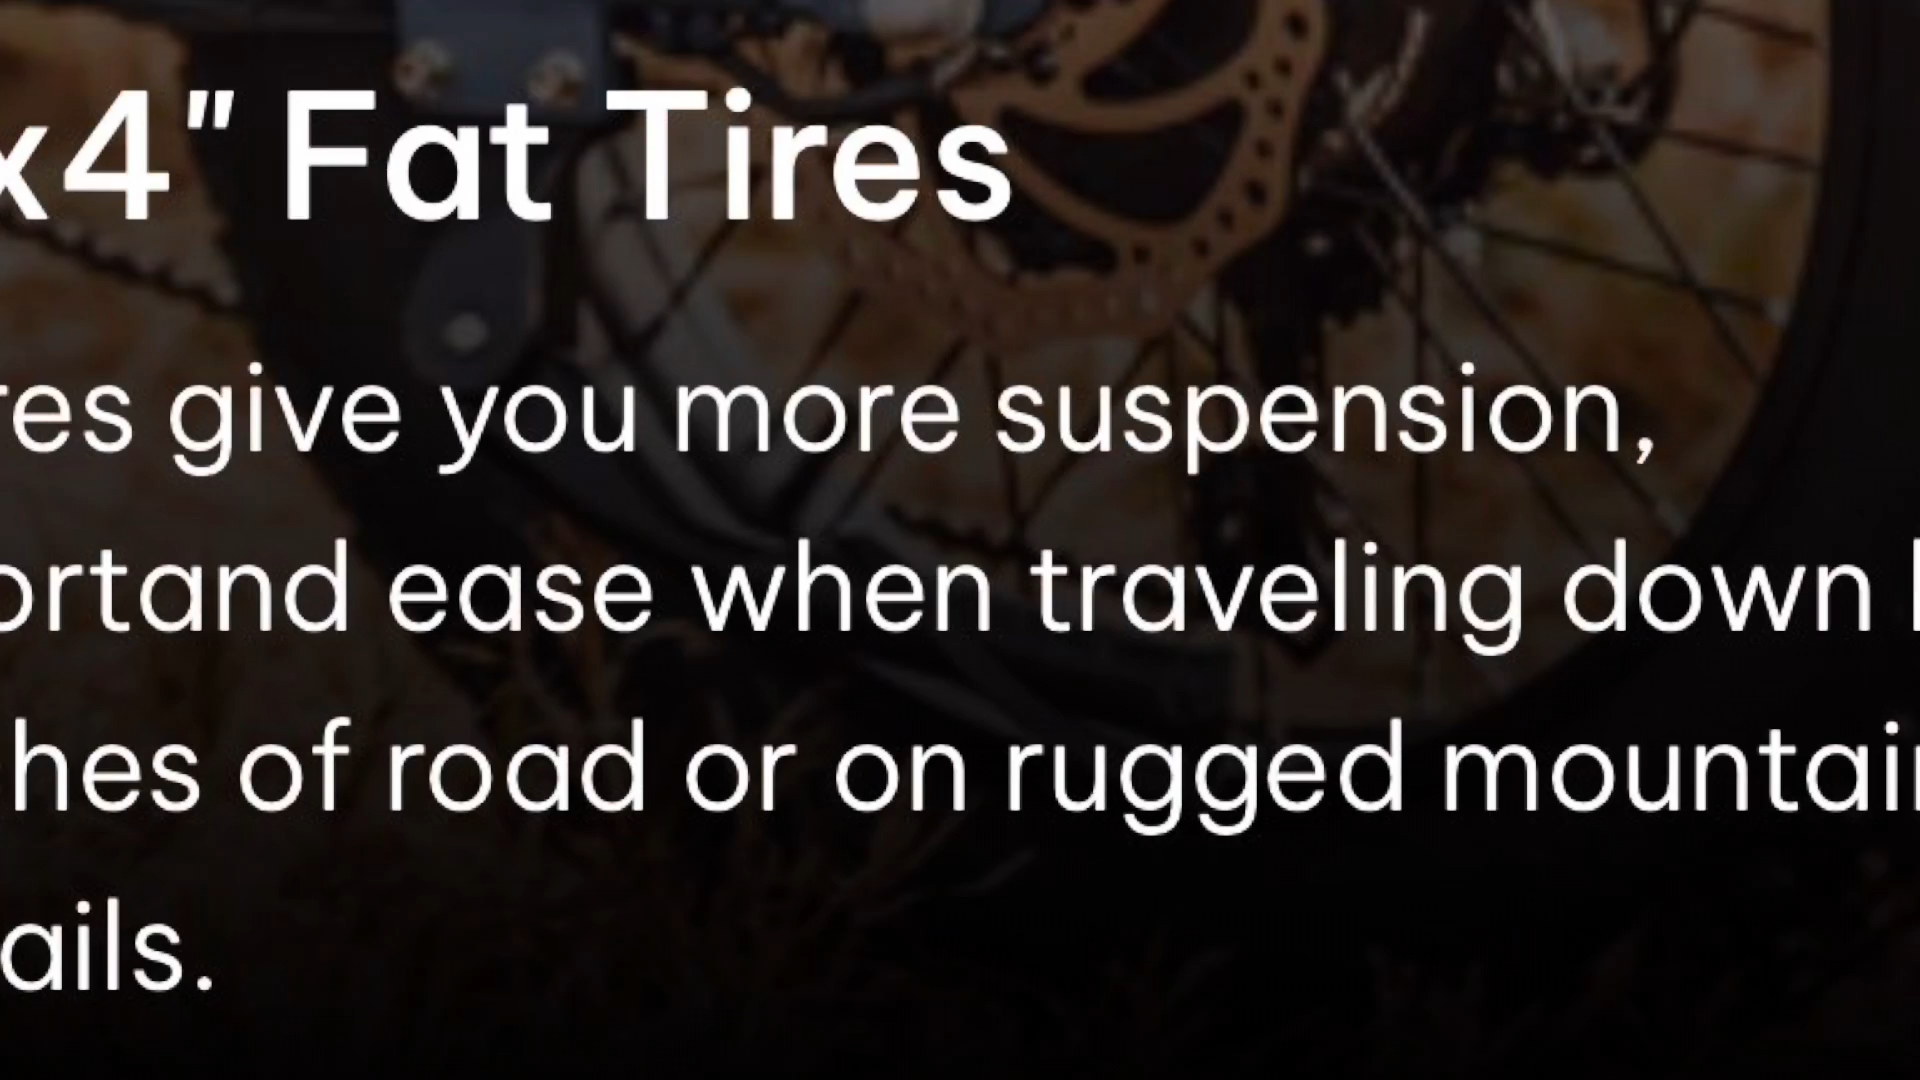 x4" Fat Tires
res give you more suspension,
ortand ease when traveling down
hes of road or on rugged mountain
ails.